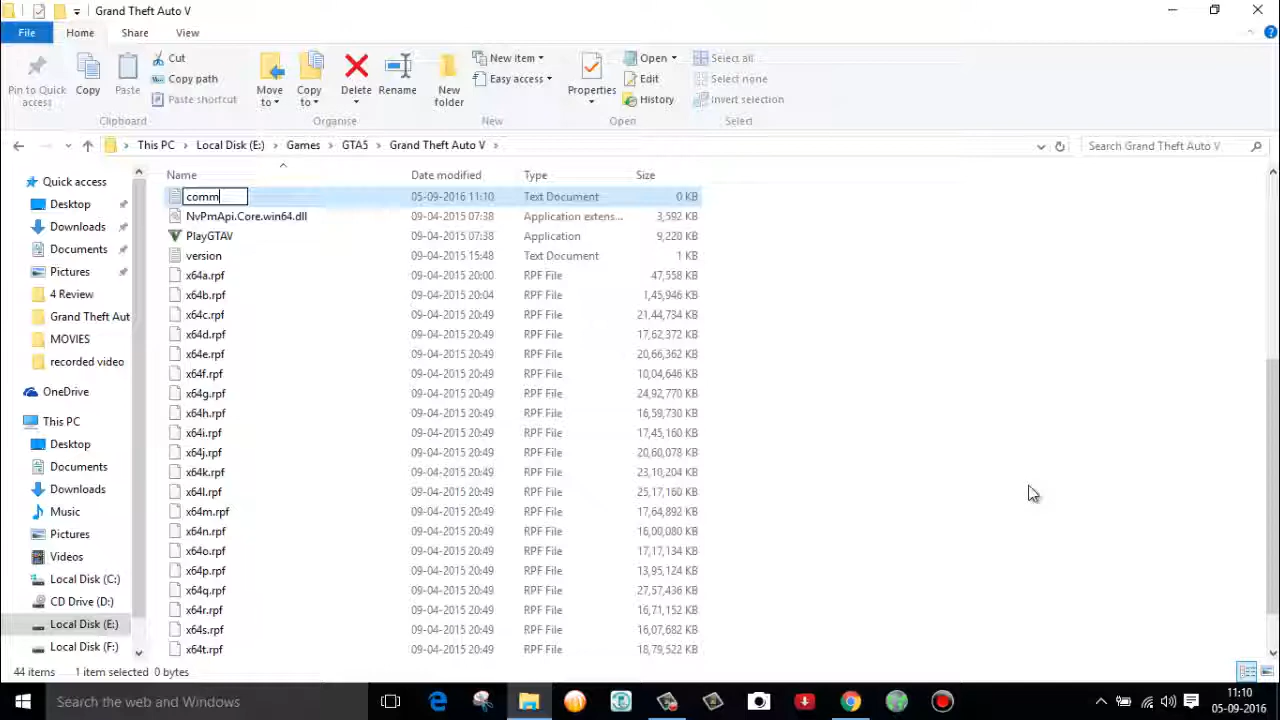 Grand Theft Auto V
File Home Share View
Pin to Quick access
Copy
Paste
Cut
Copy path
Paste shortcut
Clipboard
Move to
Copy to
Delete
Rename
Organise
New folder
New item
Easy access
New
Properties
Open
Edit
History
Open
Select all
Select none
Invert selection
Select
This PC Local Disk (E:) Games GTA5 Grand Theft Auto V
Search Grand Theft Auto V
Quick access
Desktop
Downloads
Documents
Pictures
4 Review
Grand Theft Aut
MOVIES
recorded video
OneDrive
This PC
Desktop
Documents
Downloads
Music
Pictures
Videos
Local Disk (C:)
CD Drive (D:)
Local Disk (E:)
Local Disk (F:)
Name Date modified Type Size
comm 05-09-2016 11:10 Text Document 0 KB
NvPmApi.Core.win64.dll 09-04-2015 07:38 Application extens... 3,592 KB
PlayGTAV 09-04-2015 07:38 Application 9,220 KB
version 09-04-2015 15:48 Text Document 1 KB
x64a.rpf 09-04-2015 20:00 RPF File 47,558 KB
x64b.rpf 09-04-2015 20:04 RPF File 1,45,946 KB
x64c.rpf 09-04-2015 20:49 RPF File 21,44,734 KB
x64d.rpf 09-04-2015 20:49 RPF File 17,62,372 KB
x64e.rpf 09-04-2015 20:49 RPF File 20,66,362 KB
x64f.rpf 09-04-2015 20:49 RPF File 10,04,646 KB
x64g.rpf 09-04-2015 20:49 RPF File 24,92,770 KB
x64h.rpf 09-04-2015 20:49 RPF File 16,59,730 KB
x64i.rpf 09-04-2015 20:49 RPF File 17,45,160 KB
x64j.rpf 09-04-2015 20:49 RPF File 20,60,078 KB
x64k.rpf 09-04-2015 20:49 RPF File 23,10,204 KB
x64l.rpf 09-04-2015 20:49 RPF File 25,17,160 KB
x64m.rpf 09-04-2015 20:49 RPF File 17,64,892 KB
x64n.rpf 09-04-2015 20:49 RPF File 16,00,080 KB
x64o.rpf 09-04-2015 20:49 RPF File 17,17,134 KB
x64p.rpf 09-04-2015 20:49 RPF File 13,95,124 KB
x64q.rpf 09-04-2015 20:49 RPF File 27,57,436 KB
x64r.rpf 09-04-2015 20:49 RPF File 16,71,152 KB
x64s.rpf 09-04-2015 20:49 RPF File 16,07,682 KB
x64t.rpf 09-04-2015 20:49 RPF File 18,79,522 KB
44 items 1 item selected 0 bytes
Search the web and Windows
11:10
05-09-2016